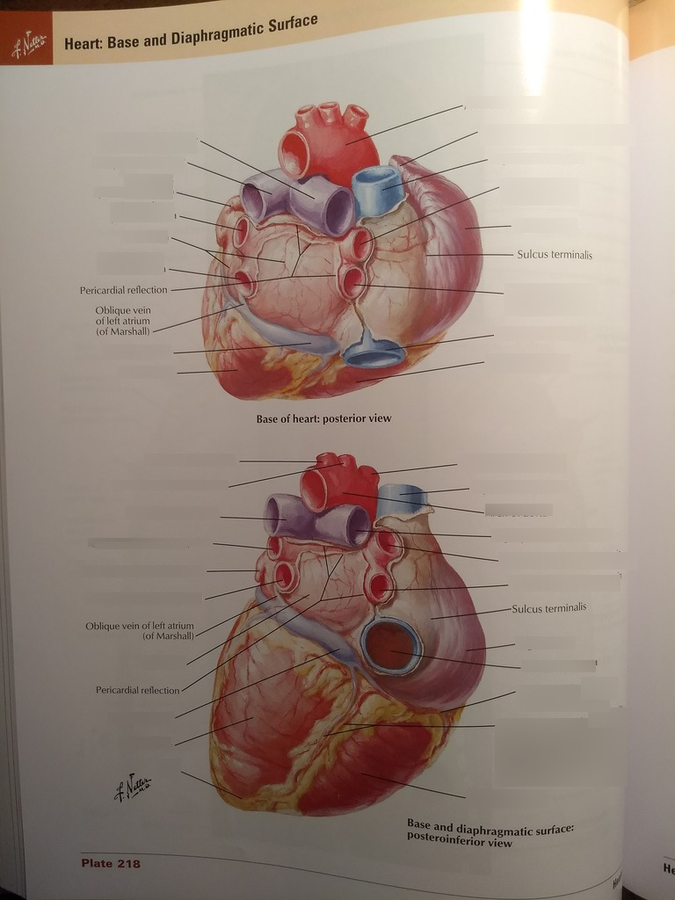 F. Netter M.D.
Heart: Base and Diaphragmatic Surface
Sulcus terminalis
Pericardial reflection
Oblique vein
of left atrium
(of Marshall)
Base of heart: posterior view
Sulcus terminalis
Oblique vein of left atrium
(of Marshall)
Pericardial reflection
F. Netter M.D.
Base and diaphragmatic surface:
posteroinferior view
Plate 218